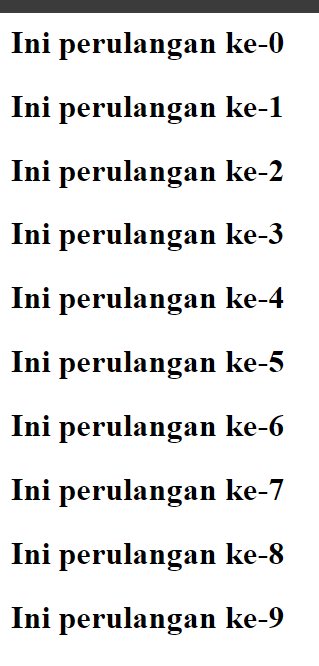 Ini perulangan ke-0
Ini perulangan ke-1
Ini perulangan ke-2
Ini perulangan ke-3
Ini perulangan ke-4
Ini perulangan ke-5
Ini perulangan ke-6
Ini perulangan ke-7
Ini perulangan ke-8
Ini perulangan ke-9